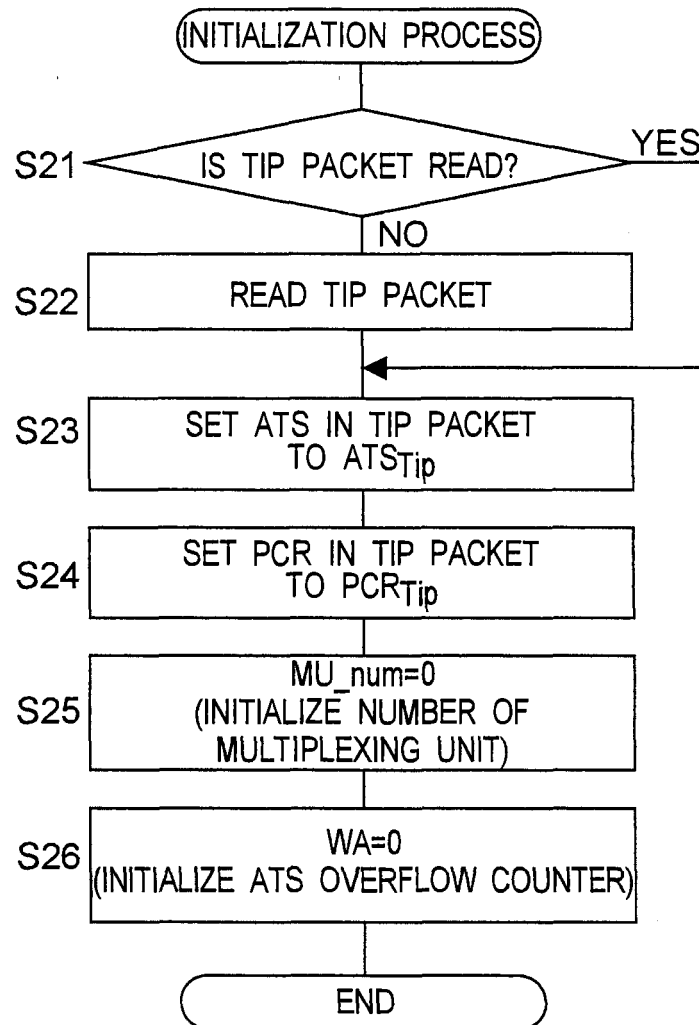 INITIALIZATION PROCESS
S21
IS TIP PACKET READ?
YES
NO
S22
READ TIP PACKET
S23
SET ATS IN TIP PACKET
TO ATSTip
S24
SET PCR IN TIP PACKET
TO PCRTip
S25
MU_num=0
(INITIALIZE NUMBER OF
MULTIPLEXING UNIT)
S26
WA=0
(INITIALIZE ATS OVERFLOW COUNTER)
END